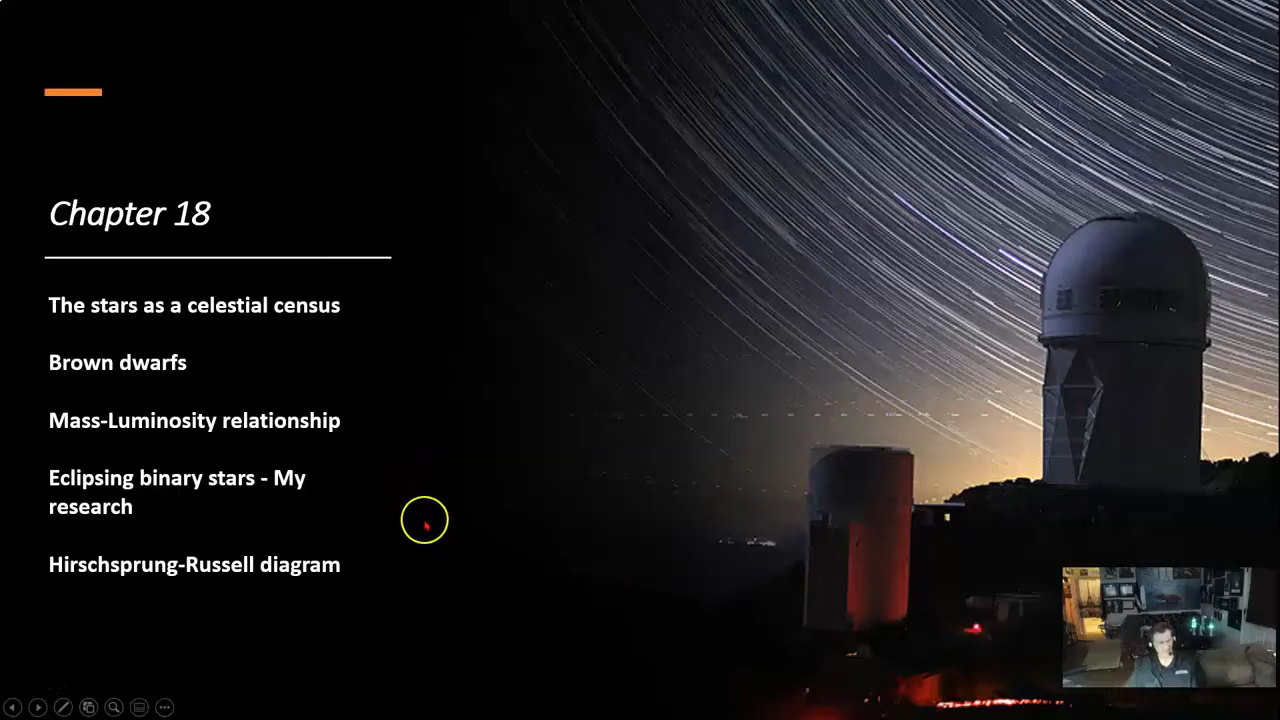 Chapter 18
The stars as a celestial census
Brown dwarfs
Mass-Luminosity relationship
Eclipsing binary stars - My
research
Hirschsprung-Russell diagram